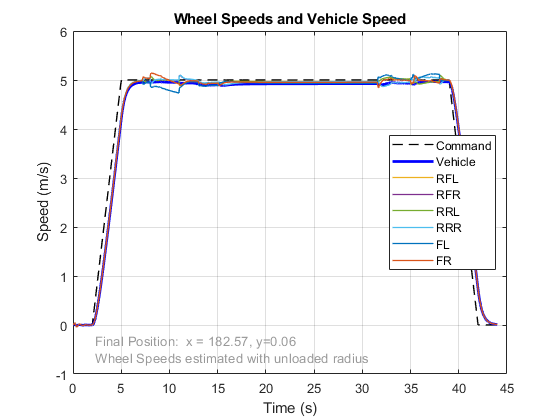 Wheel Speeds and Vehicle Speed
6
5
4
3
2
1
0
-1
Speed (m/s)
Command
Vehicle
RFL
RFR
RRL
RRR
FL
FR
Final Position:  x = 182.57, y=0.06
Wheel Speeds estimated with unloaded radius
0 5 10 15 20 25 30 35 40 45
Time (s)